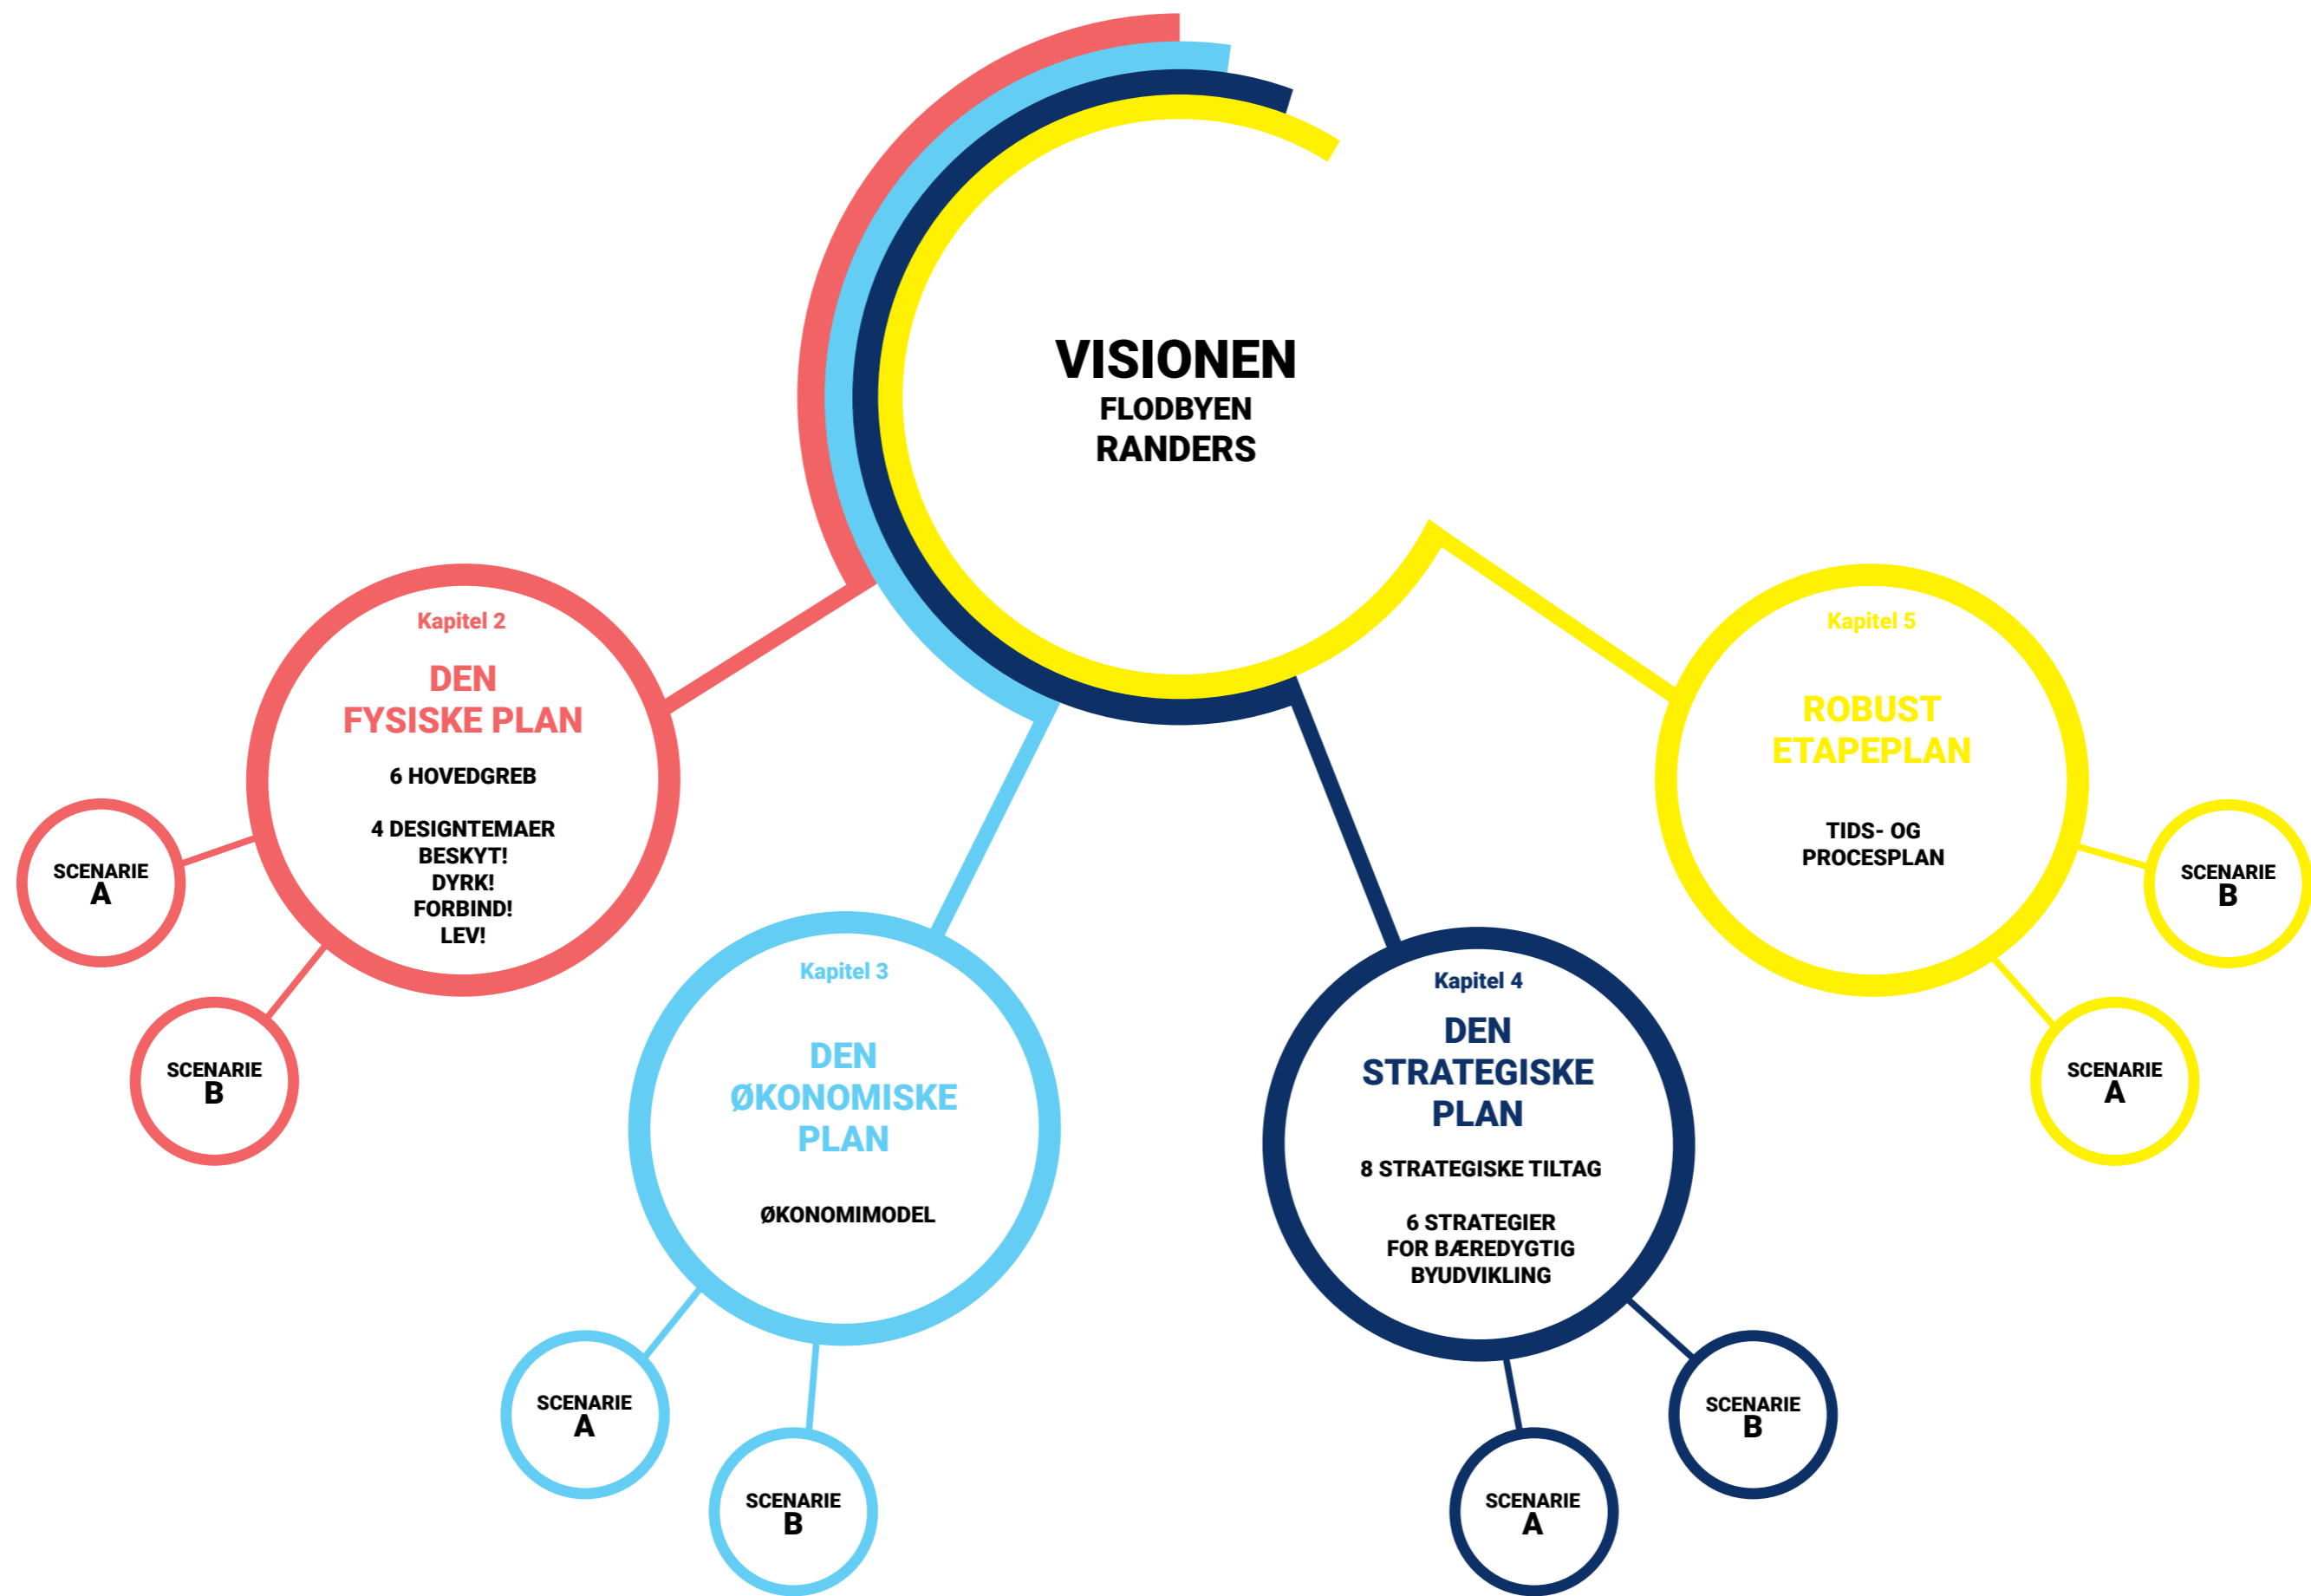 VISIONEN
FLODBYEN
RANDERS
Kapitel 2
DEN
FYSISKE PLAN
6 HOVEDGREB
4 DESIGNTEMAER
BESKYT!
DYRK!
FORBIND!
LEV!
SCENARIE
A
SCENARIE
B
Kapitel 3
DEN
ØKONOMISKE
PLAN
ØKONOMIMODEL
SCENARIE
A
SCENARIE
B
Kapitel 4
DEN
STRATEGISKE
PLAN
8 STRATEGISKE TILTAG
6 STRATEGIER
FOR BÆREDYGTIG
BYUDVIKLING
SCENARIE
A
SCENARIE
B
Kapitel 5
ROBUST
ETAPEPLAN
TIDS- OG
PROCESPLAN
SCENARIE
B
SCENARIE
A